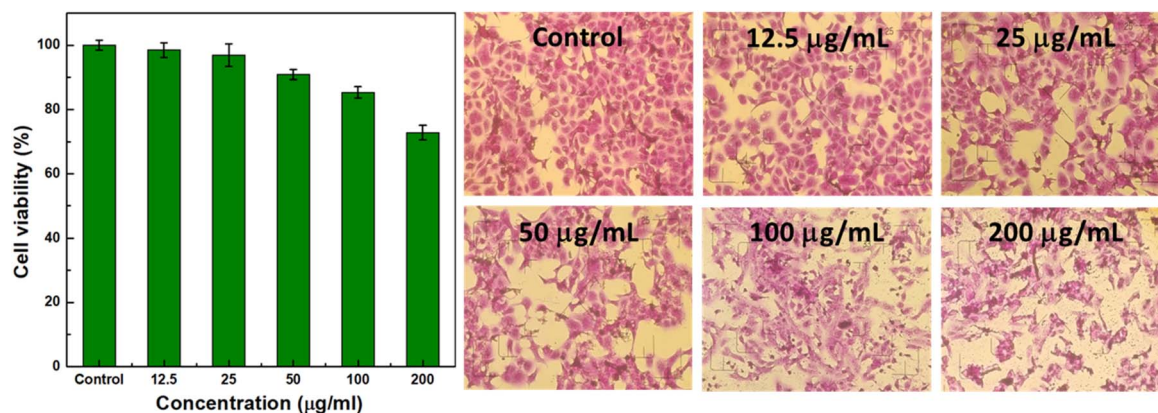 100
80
60
40
20
0
Cell viability (%)
Control 12.5 25 50 100 200
Concentration (μg/ml)
Control
12.5 μg/mL
25 μg/mL
50 μg/mL
100 μg/mL
200 μg/mL